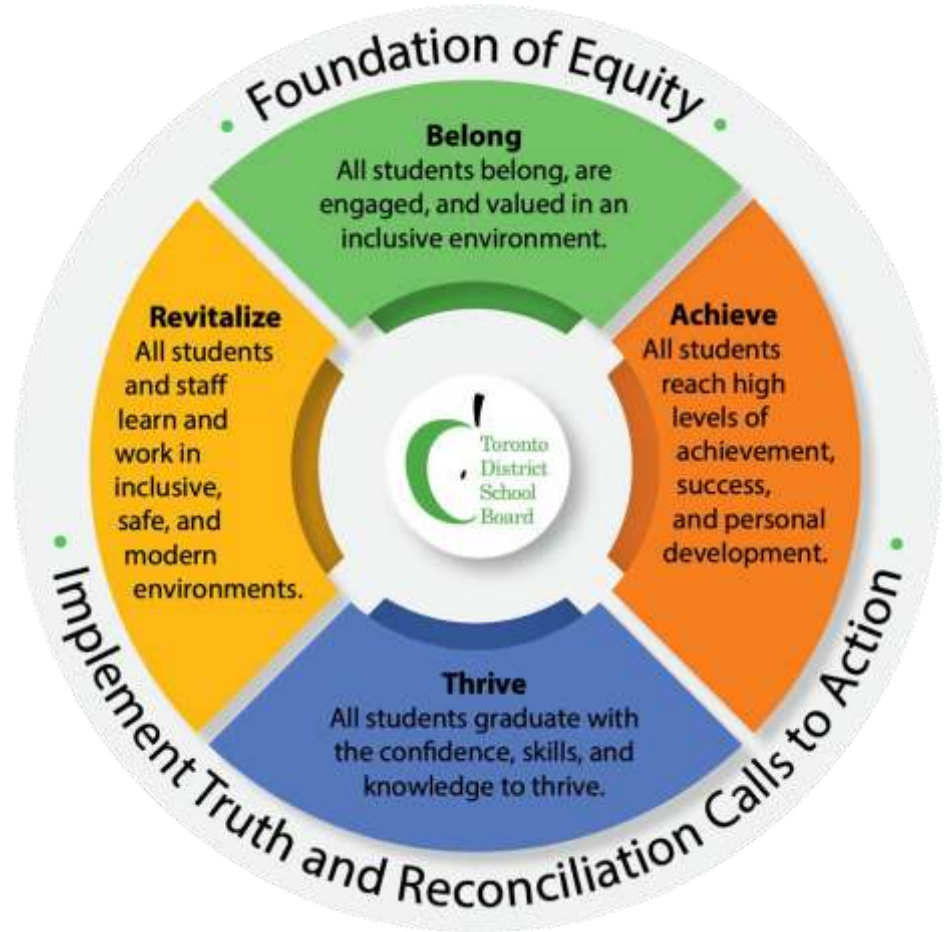 Foundation of Equity
Belong
All students belong, are
engaged, and valued in an
inclusive environment.
Revitalize
All students
and staff
learn and
work in
inclusive,
safe, and
modern
environments.
Toronto
District
School
Board
Achieve
All students
reach high
levels of
achievement,
success,
and personal
development.
Thrive
All students graduate with
the confidence, skills, and
knowledge to thrive.
Implement Truth and Reconciliation Calls to Action